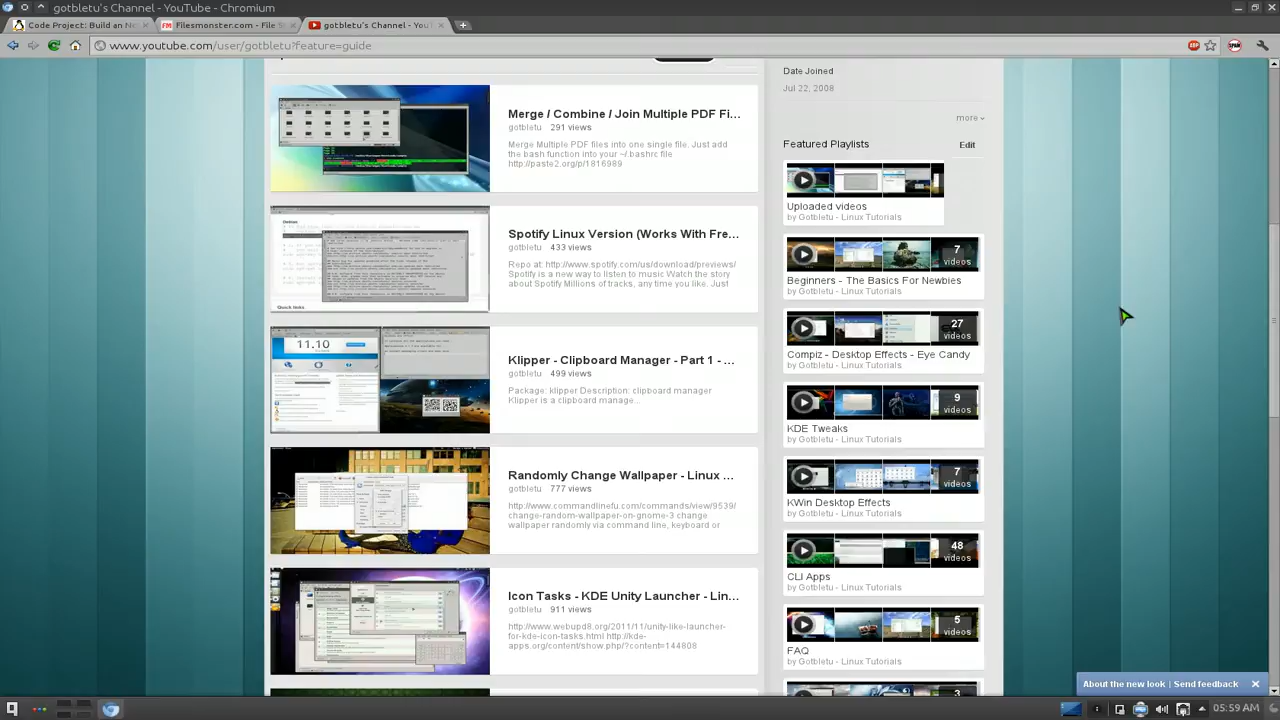 gotbletu's Channel - YouTube - Chromium
Code Project: Build an Ne
Filesmonster.com - File S
gotbletu's Channel - YouT
www.youtube.com/user/gotbletu?feature=guide
Merge / Combine / Join Multiple PDF Fi...
gotbletu 291 views
Merge Multiple PDF files into one single file. Just add
the bash function into your ~/.bashrc file
http://paste2.org/p/1816989
Spotify Linux Version (Works With Fre...
gotbletu 433 views
Repo at: http://www.spotify.com/us/download/previews/
Spotify is a new way to listen to music Watch the story
about Spotify Millions of tracks, anytime you like. Just
Quick links
11.10
Klipper - Clipboard Manager - Part 1 - ...
gotbletu 499 views
Package: klipper Description: clipboard manager
Klipper is a clipboard manage...
Randomly Change Wallpaper - Linux ...
gotbletu 777 views
http://www.commandlinefu.com/commands/view/9539/
change-random-wallpaper-on-gnome-3 change
wallpaper randomly via command line, keyboard or
Icon Tasks - KDE Unity Launcher - Lin...
gotbletu 911 views
http://www.webupd8.org/2011/11/unity-like-launcher-
for-kde-icon-tasks.html http://kde-
apps.org/content/show.php/?content=144808
Date Joined
Jul 22, 2008
more
Featured Playlists Edit
Uploaded videos
by Gotbletu - Linux Tutorials
7
videos
Beginners - The Basics For Newbies
by Gotbletu - Linux Tutorials
27
videos
Compiz - Desktop Effects - Eye Candy
by Gotbletu - Linux Tutorials
9
videos
KDE Tweaks
by Gotbletu - Linux Tutorials
7
videos
KWin Desktop Effects
by Gotbletu - Linux Tutorials
48
videos
CLI Apps
by Gotbletu - Linux Tutorials
5
videos
FAQ
by Gotbletu - Linux Tutorials
3
About the new look | Send feedback
05:59 AM